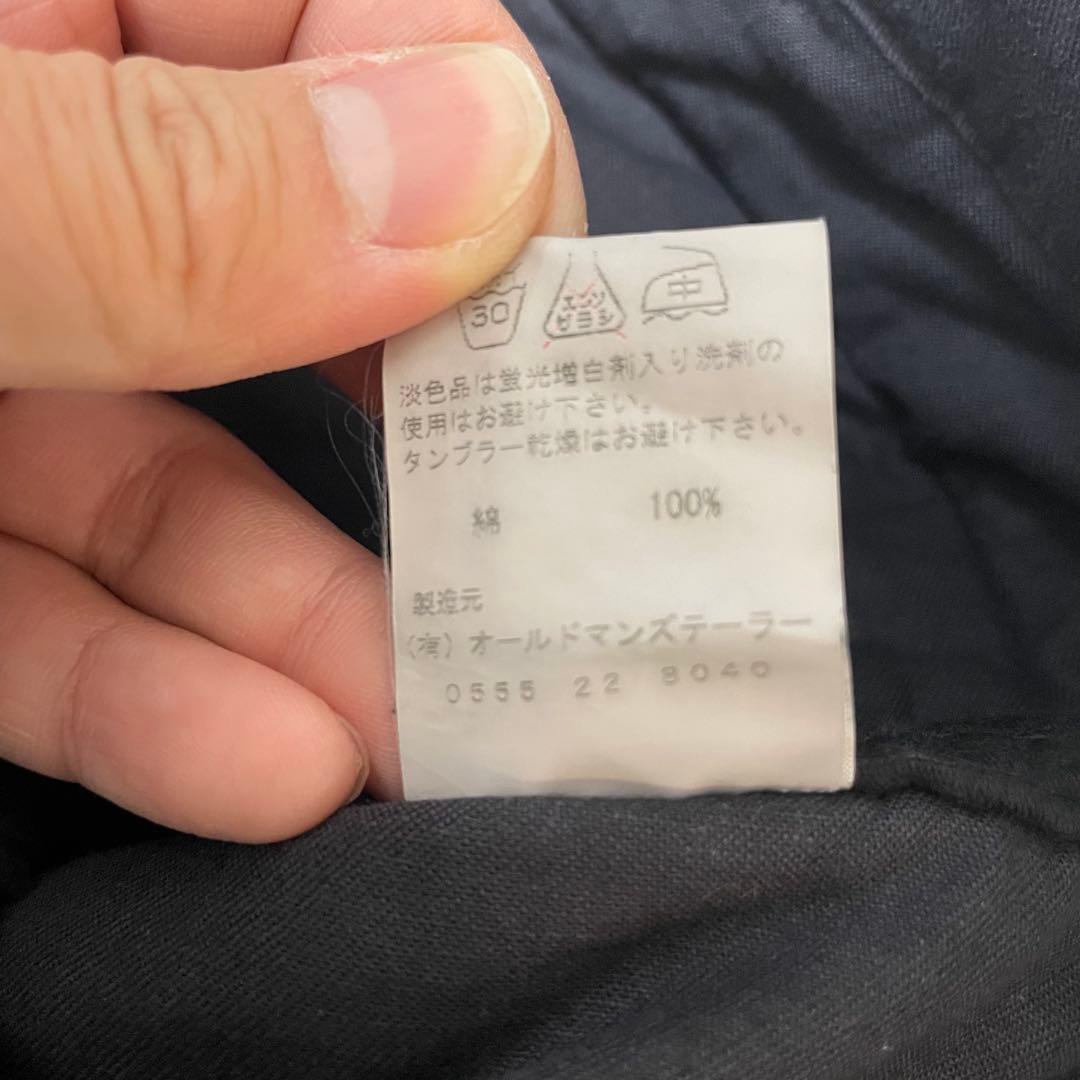 30
エンソ
サラシ
中
淡色品は蛍光増白剤入り洗剤の
使用はお避け下さい。
タンブラー乾燥はお避け下さい。
綿 100%
製造元
(有)オールドマンズテーラー
0555 22 8040